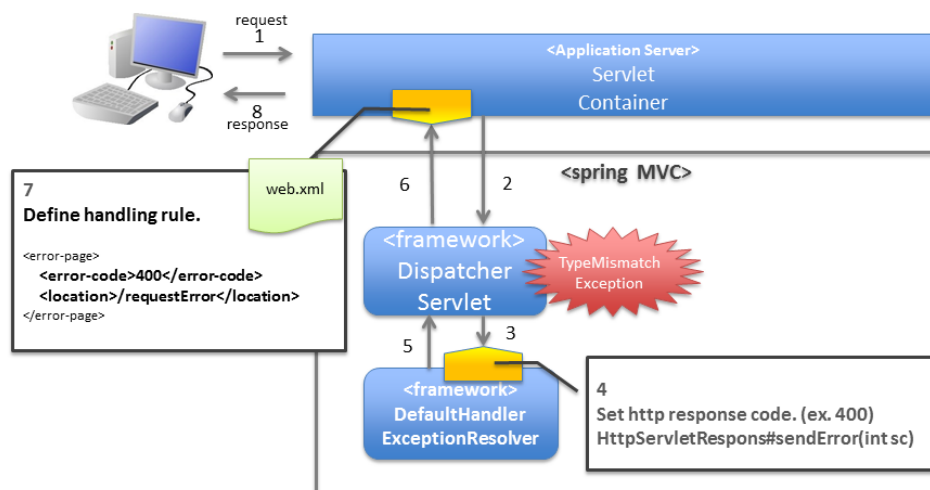 request
1
8
response
<Application Server>
Servlet
Container
<spring MVC>
6
2
web.xml
7
Define handling rule.
<error-page>
<error-code>400</error-code>
<location>/requestError</location>
</error-page>
<framework>
Dispatcher
Servlet
TypeMismatch
Exception
5
3
<framework>
DefaultHandler
ExceptionResolver
4
Set http response code. (ex. 400)
HttpServletRespons#sendError(int sc)